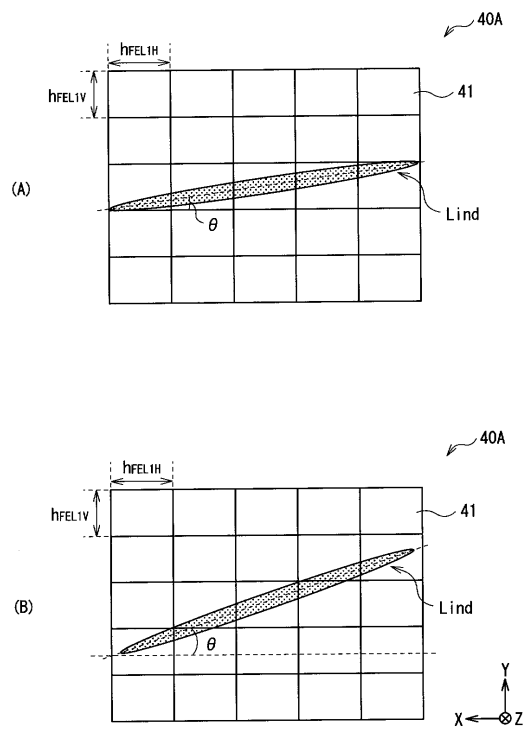 40A
hFEL1H
hFEL1V
41
(A)
Lind
θ
40A
hFEL1H
hFEL1V
41
(B)
Lind
θ
Y
X
Z